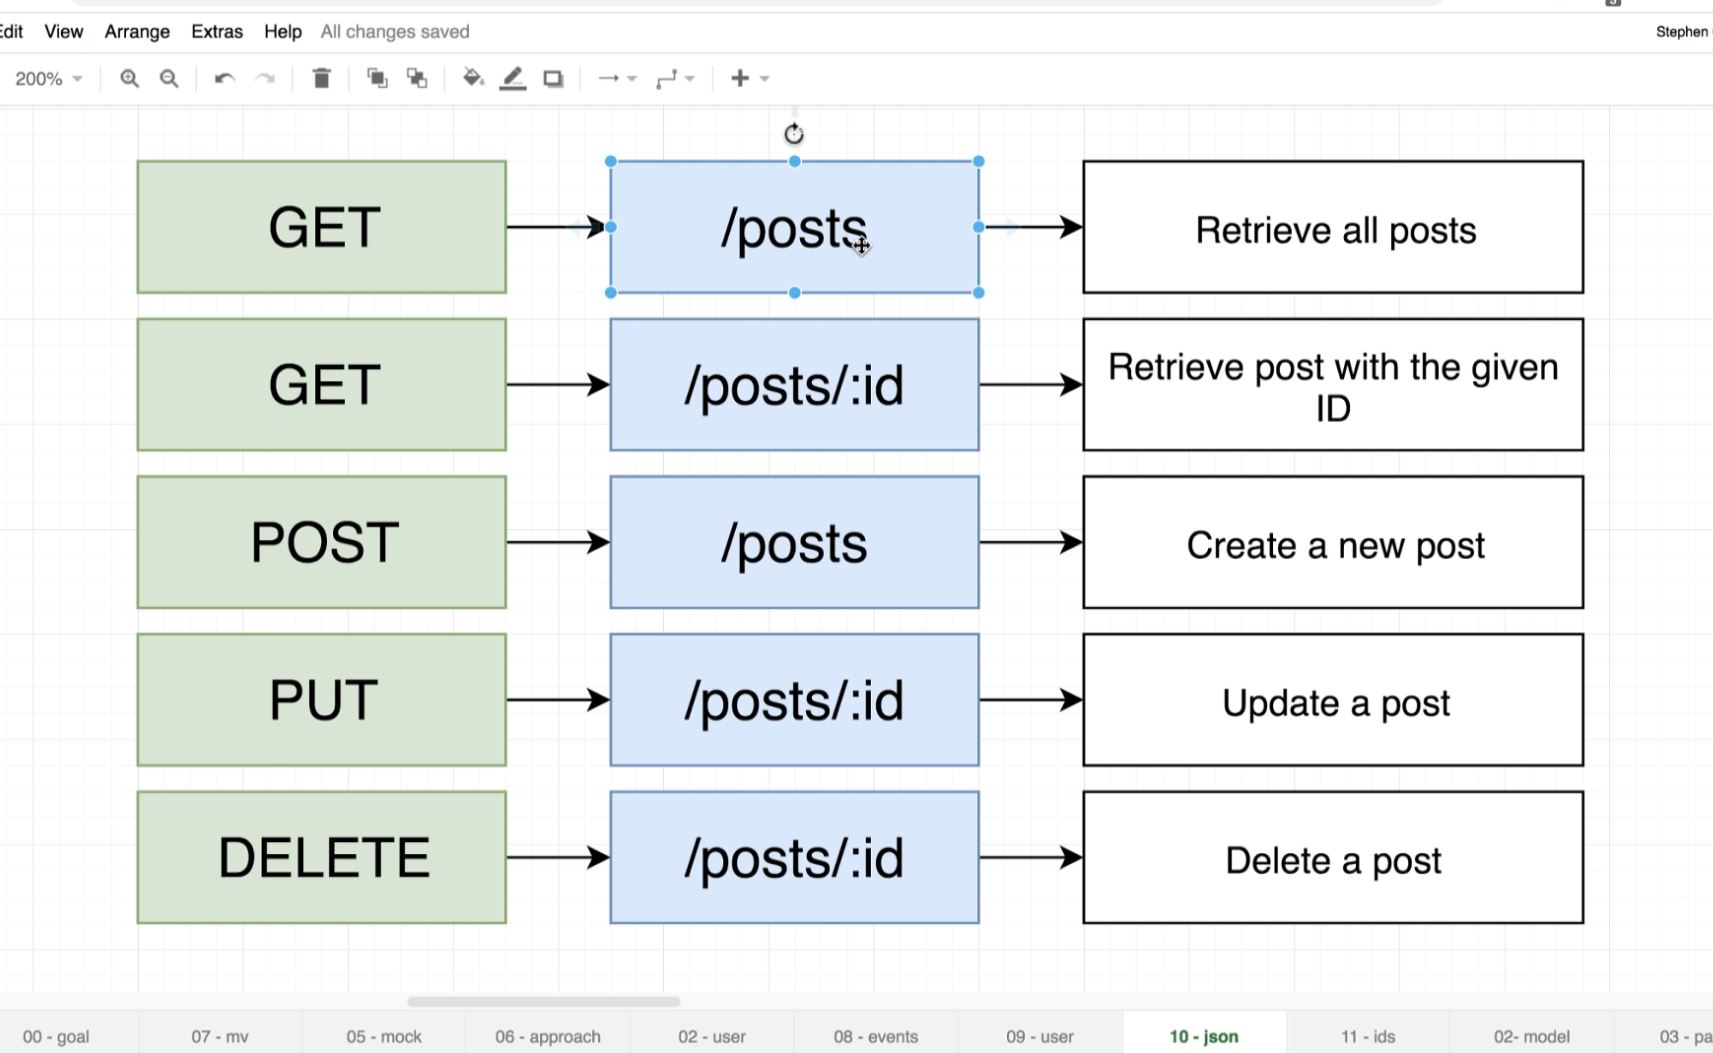 Edit View Arrange Extras Help All changes saved
Stephen
200%
GET /posts Retrieve all posts
GET /posts/:id Retrieve post with the given
ID
POST /posts Create a new post
PUT /posts/:id Update a post
DELETE /posts/:id Delete a post
00 - goal 07 - mv 05 - mock 06 - approach 02 - user 08 - events 09 - user 10 - json 11 - ids 02- model 03 - pa